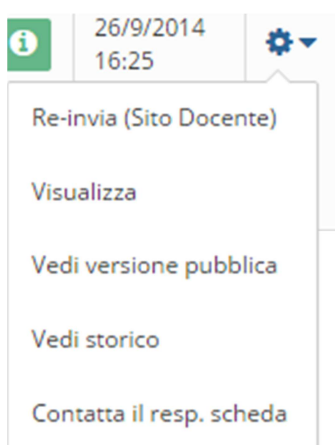 26/9/2014
16:25
Re-invia (Sito Docente)
Visualizza
Vedi versione pubblica
Vedi storico
Contatta il resp. scheda